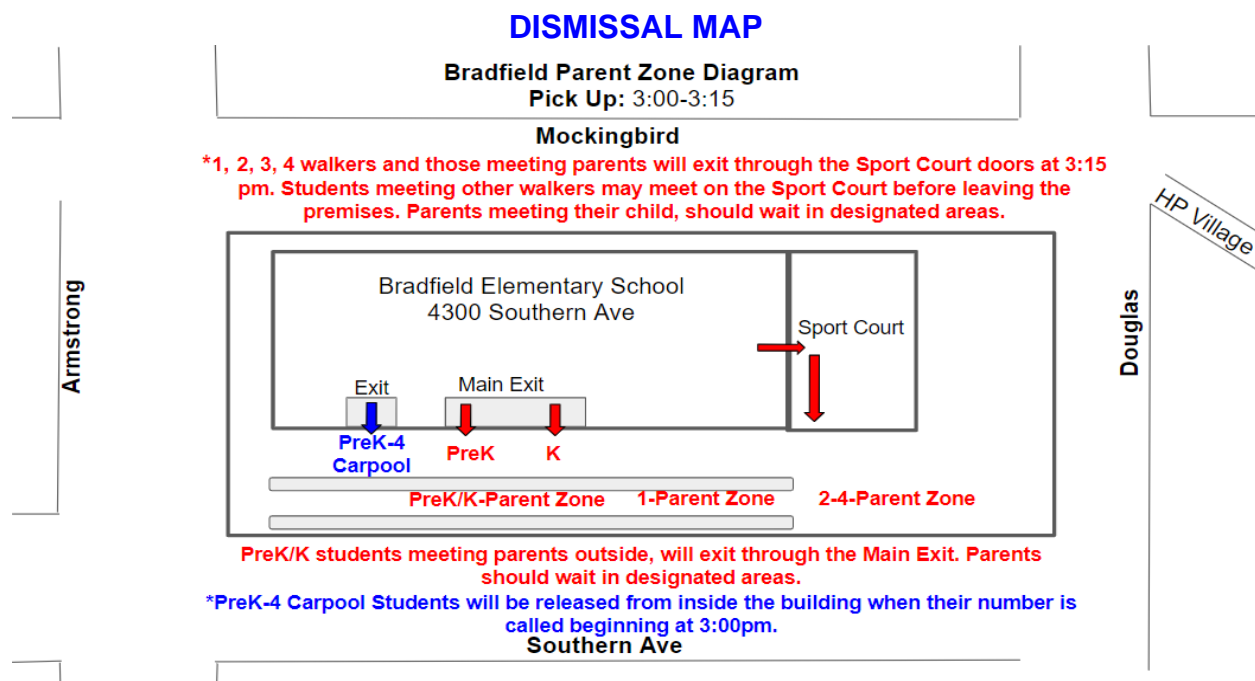 DISMISSAL MAP
Bradfield Parent Zone Diagram
Pick Up: 3:00-3:15
Mockingbird
*1, 2, 3, 4 walkers and those meeting parents will exit through the Sport Court doors at 3:15
pm. Students meeting other walkers may meet on the Sport Court before leaving the
premises. Parents meeting their child, should wait in designated areas.
HP Village
Armstrong
Bradfield Elementary School
4300 Southern Ave
Sport Court
Douglas
Exit
Main Exit
PreK-4
Carpool
PreK
K
PreK/K-Parent Zone
1-Parent Zone
2-4-Parent Zone
PreK/K students meeting parents outside, will exit through the Main Exit. Parents
should wait in designated areas.
*PreK-4 Carpool Students will be released from inside the building when their number is
called beginning at 3:00pm.
Southern Ave